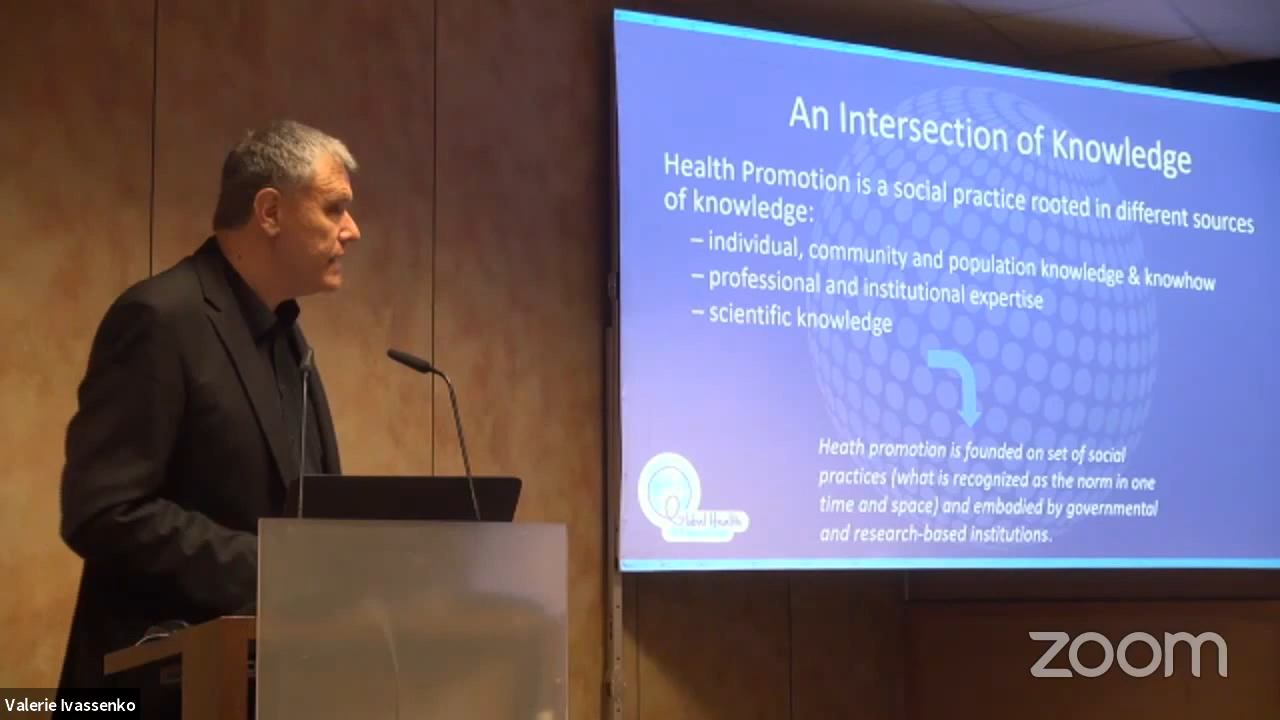 An Intersection of Knowledge
Health Promotion is a social practice rooted in different sources
of knowledge:
– individual, community and population knowledge & knowhow
– professional and institutional expertise
– scientific knowledge
Heath promotion is founded on set of social
practices (what is recognized as the norm in one
time and space) and embodied by governmental
and research-based institutions.
Global Health
zoom
Valerie Ivassenko